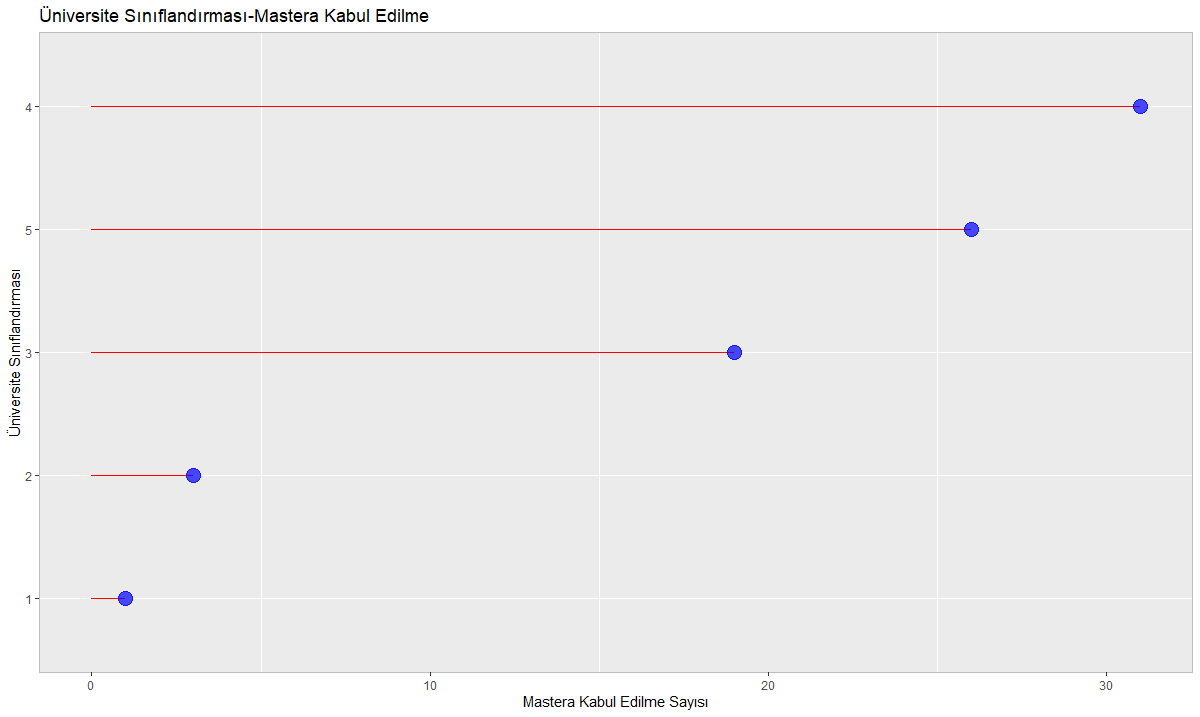 Üniversite Sınıflandırması-Mastera Kabul Edilme
Üniversite Sınıflandırması
4
5
3
2
1
0 10 20 30
Mastera Kabul Edilme Sayısı